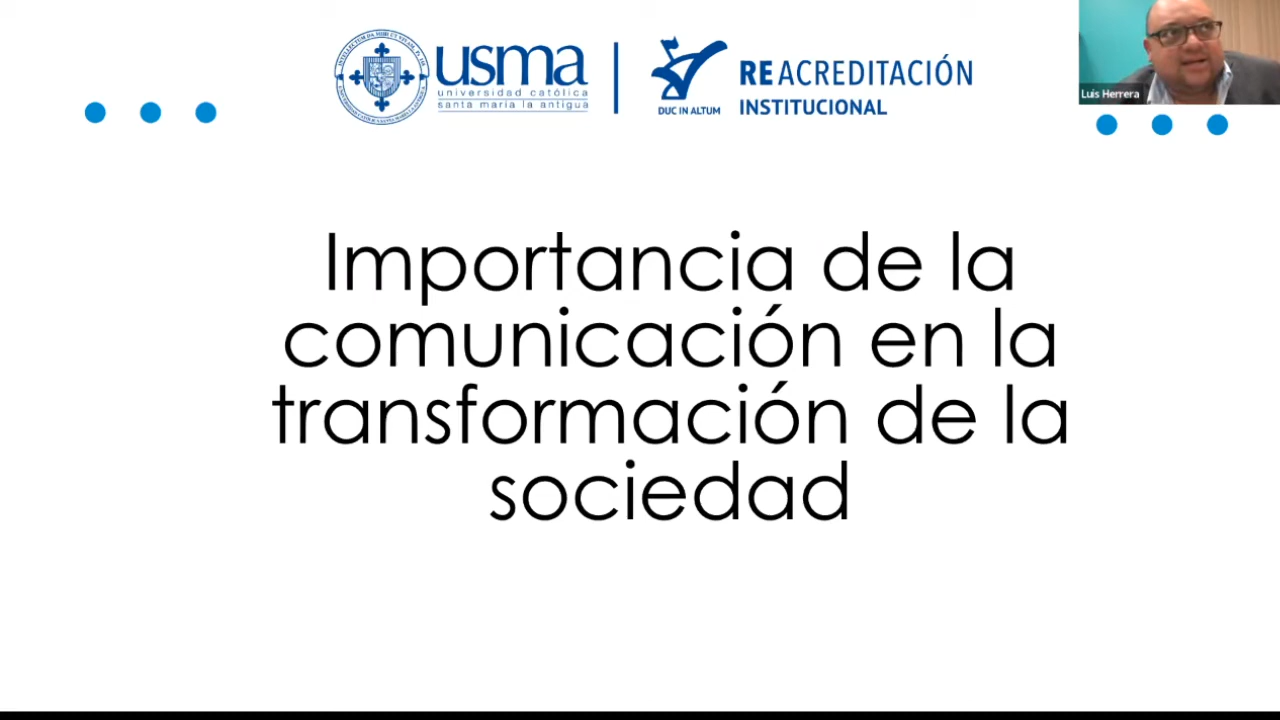 usma
universidad católica
santa maría la antigua
DUC IN ALTUM
REACREDITACIÓN
INSTITUCIONAL
Luis Herrera
Importancia de la
comunicación en la
transformación de la
sociedad